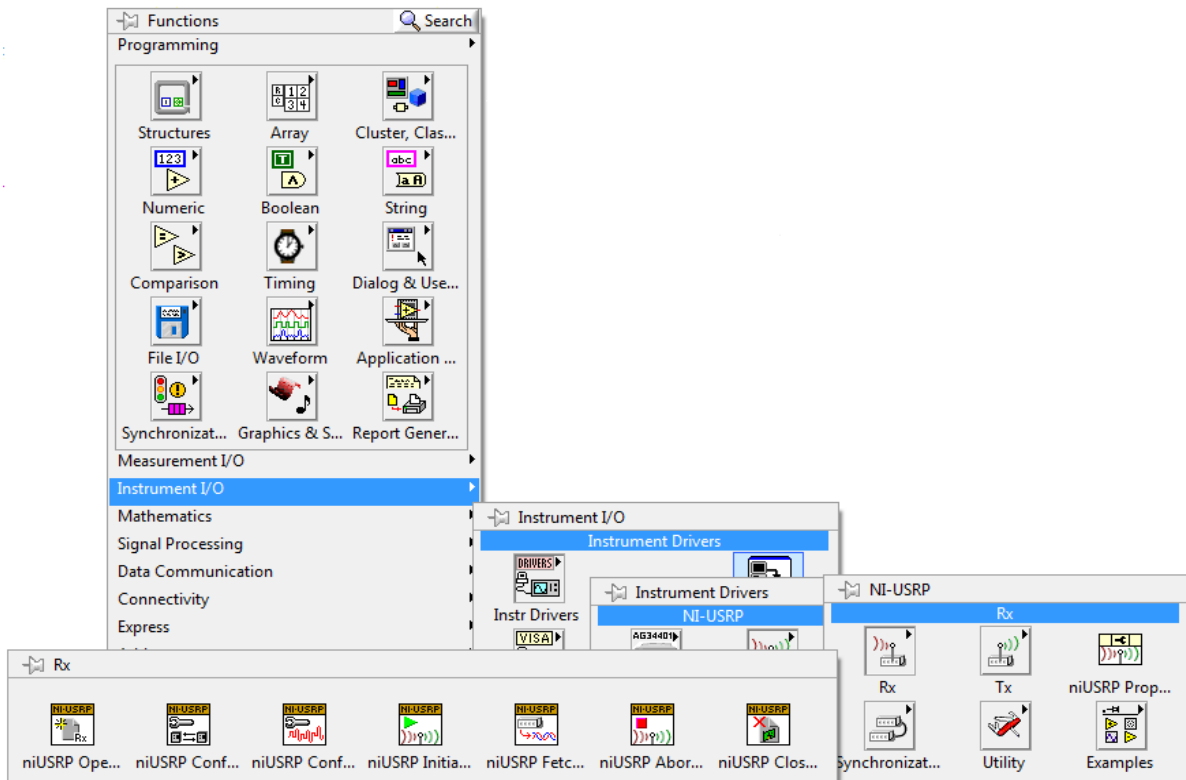 Functions Search
Programming
Structures Array Cluster, Clas...
Numeric Boolean String
Comparison Timing Dialog & Use...
File I/O Waveform Application ...
Synchronizat... Graphics & S... Report Gener...
Measurement I/O
Instrument I/O
Mathematics
Signal Processing
Data Communication
Connectivity
Express
Instrument I/O
Instrument Drivers
DRIVERS
Instr Drivers
VISA
Instrument Drivers
NI-USRP
AG34401
NI-USRP
Rx
Rx Tx niUSRP Prop...
Synchronizat... Utility Examples
Rx
NI-USRP NI-USRP NI-USRP NI-USRP NI-USRP NI-USRP NI-USRP
Rx
niUSRP Ope... niUSRP Conf... niUSRP Conf... niUSRP Initia... niUSRP Fetc... niUSRP Abor... niUSRP Clos...